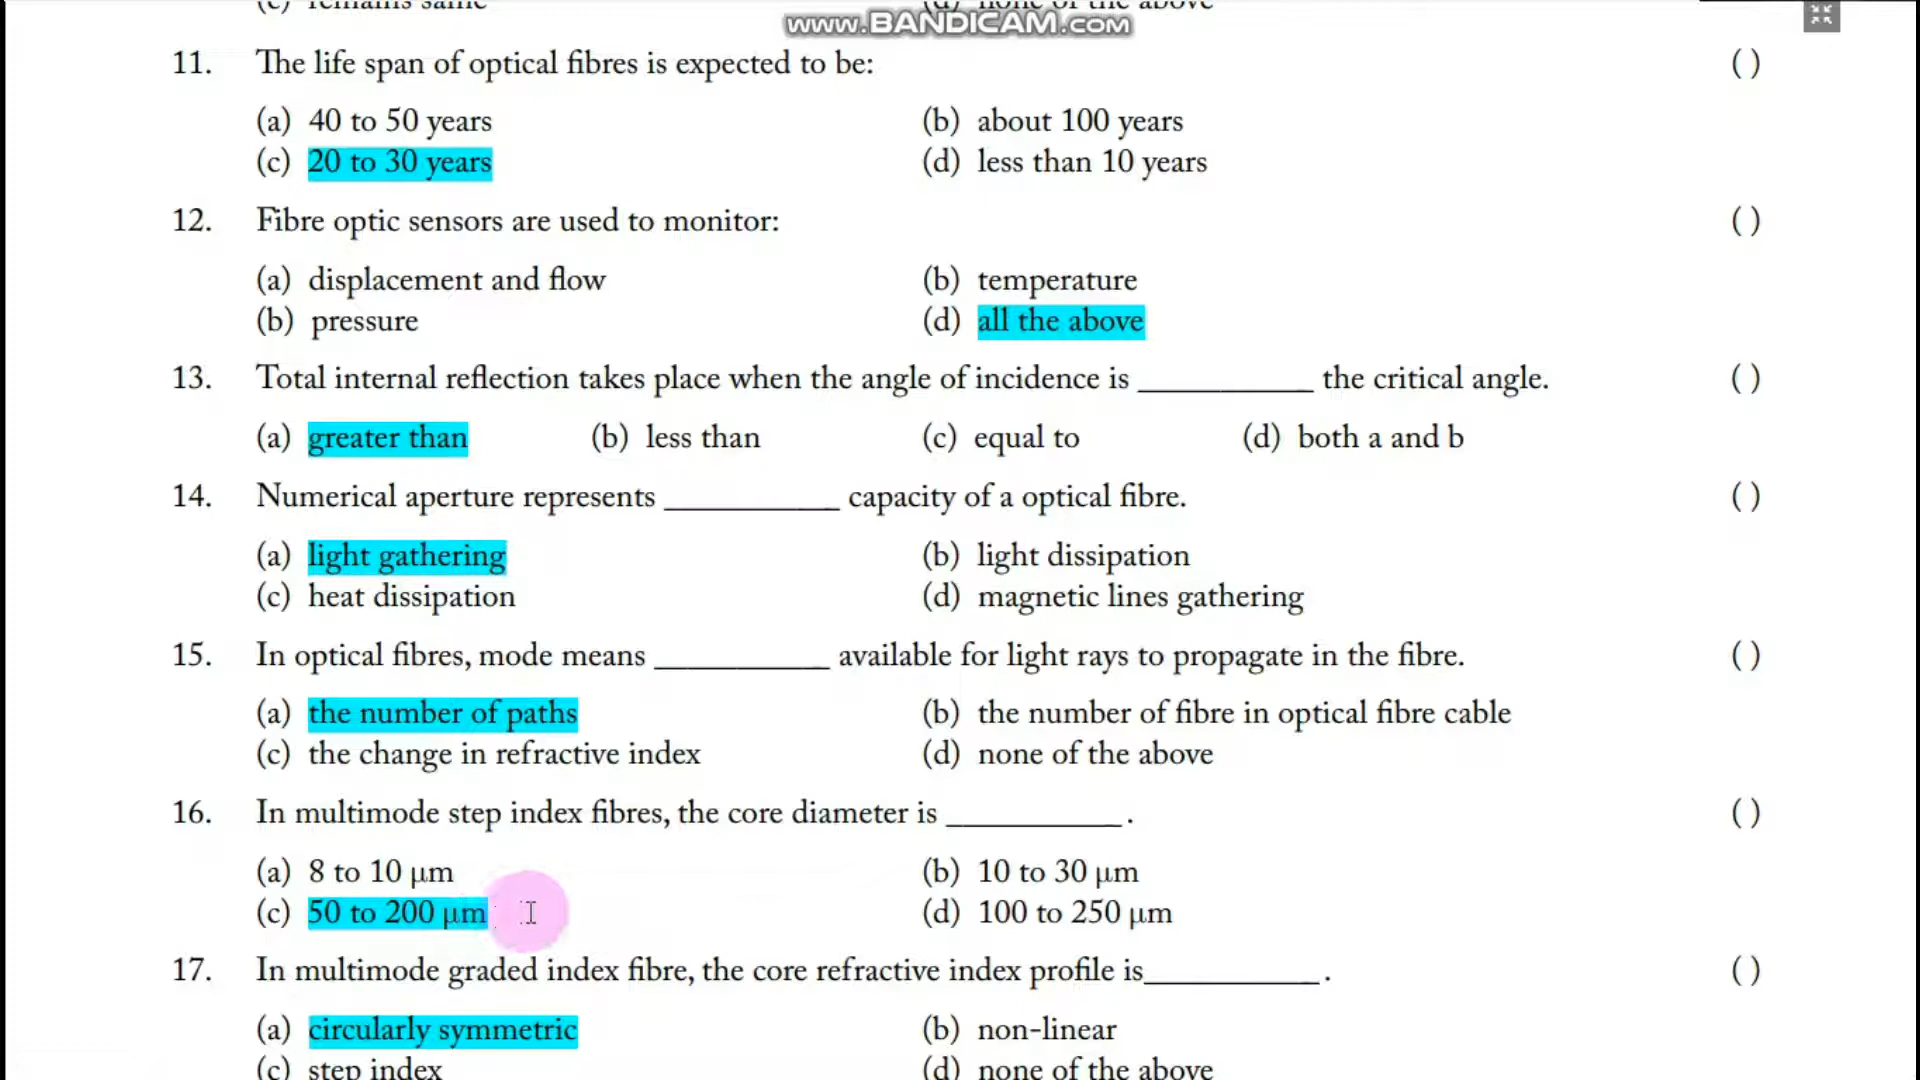 (c) remains same (d) none of the above
www.BANDICAM.com
11. The life span of optical fibres is expected to be: ( )
(a) 40 to 50 years (b) about 100 years
(c) 20 to 30 years (d) less than 10 years
12. Fibre optic sensors are used to monitor: ( )
(a) displacement and flow (b) temperature
(b) pressure (d) all the above
13. Total internal reflection takes place when the angle of incidence is __________ the critical angle. ( )
(a) greater than (b) less than (c) equal to (d) both a and b
14. Numerical aperture represents __________ capacity of a optical fibre. ( )
(a) light gathering (b) light dissipation
(c) heat dissipation (d) magnetic lines gathering
15. In optical fibres, mode means __________ available for light rays to propagate in the fibre. ( )
(a) the number of paths (b) the number of fibre in optical fibre cable
(c) the change in refractive index (d) none of the above
16. In multimode step index fibres, the core diameter is __________ . ( )
(a) 8 to 10 μm (b) 10 to 30 μm
(c) 50 to 200 μm (d) 100 to 250 μm
17. In multimode graded index fibre, the core refractive index profile is__________ . ( )
(a) circularly symmetric (b) non-linear
(c) step index (d) none of the above